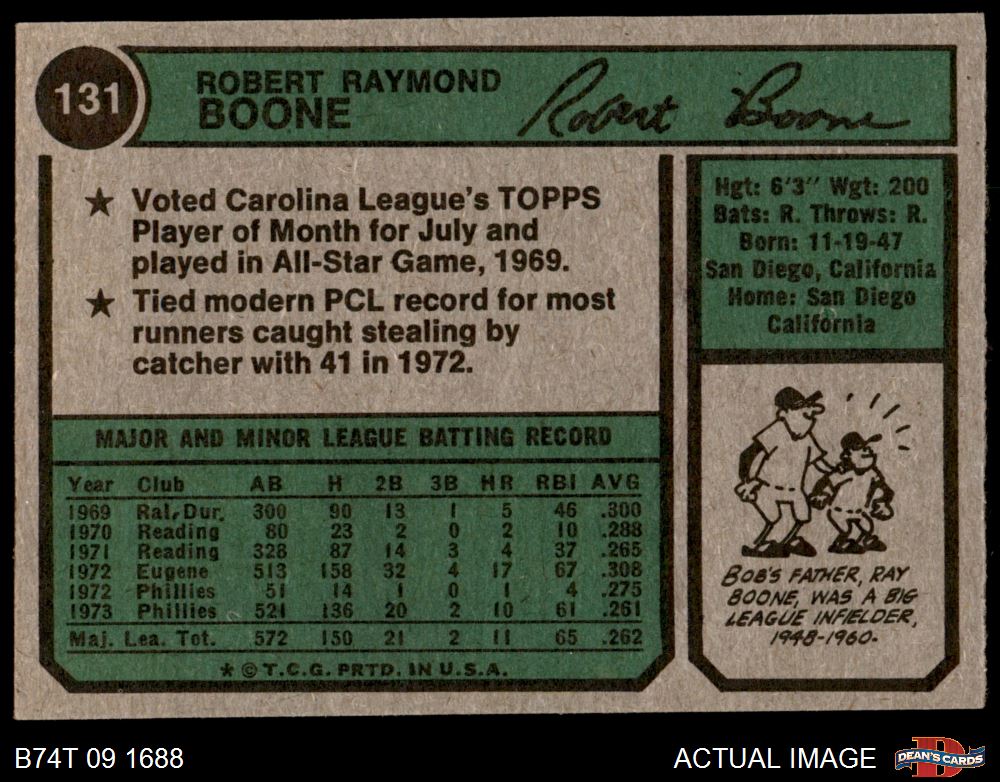 131
ROBERT RAYMOND
BOONE
Robert Boone
★ Voted Carolina League's TOPPS
Player of Month for July and
played in All-Star Game, 1969.
★ Tied modern PCL record for most
runners caught stealing by
catcher with 41 in 1972.
Hgt: 6'3" Wgt: 200
Bats: R. Throws: R.
Born: 11-19-47
San Diego, California
Home: San Diego
California
MAJOR AND MINOR LEAGUE BATTING RECORD
Year Club AB H 2B 3B HR RBI AVG
1969 Ral.-Dur. 300 90 13 1 5 46 .300
1970 Reading 80 23 2 0 2 10 .288
1971 Reading 328 87 14 3 4 37 .265
1972 Eugene 513 158 32 4 17 67 .308
1972 Phillies 51 14 1 0 1 4 .275
1973 Phillies 521 136 20 2 10 61 .261
Maj. Lea. Tot. 572 150 21 2 11 65 .262
★ © T.C.G. PRTD. IN U.S.A.
BOB'S FATHER, RAY
BOONE, WAS A BIG
LEAGUE INFIELDER,
1948-1960.
B74T 09 1688
ACTUAL IMAGE
D
DEAN'S CARDS